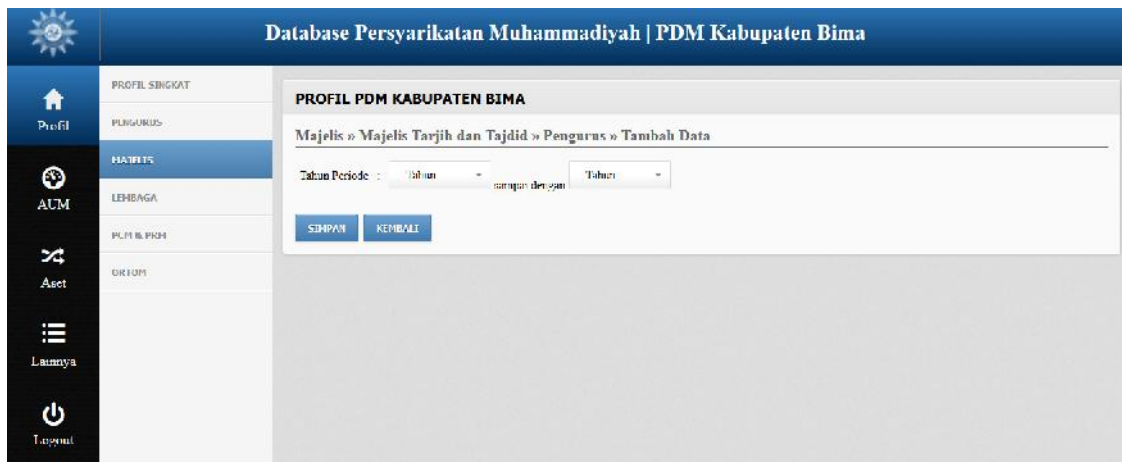 Database Persyarikatan Muhammadiyah | PDM Kabupaten Bima
Profil
AUM
Aset
Lainnya
Logout
PROFIL SINGKAT
PENGURUS
MAJELIS
LEMBAGA
PCM & PRM
ORTOM
PROFIL PDM KABUPATEN BIMA
Majelis » Majelis Tarjih dan Tajdid » Pengurus » Tambah Data
Tahun Periode : Tahun sampai dengan Tahun
SIMPAN KEMBALI